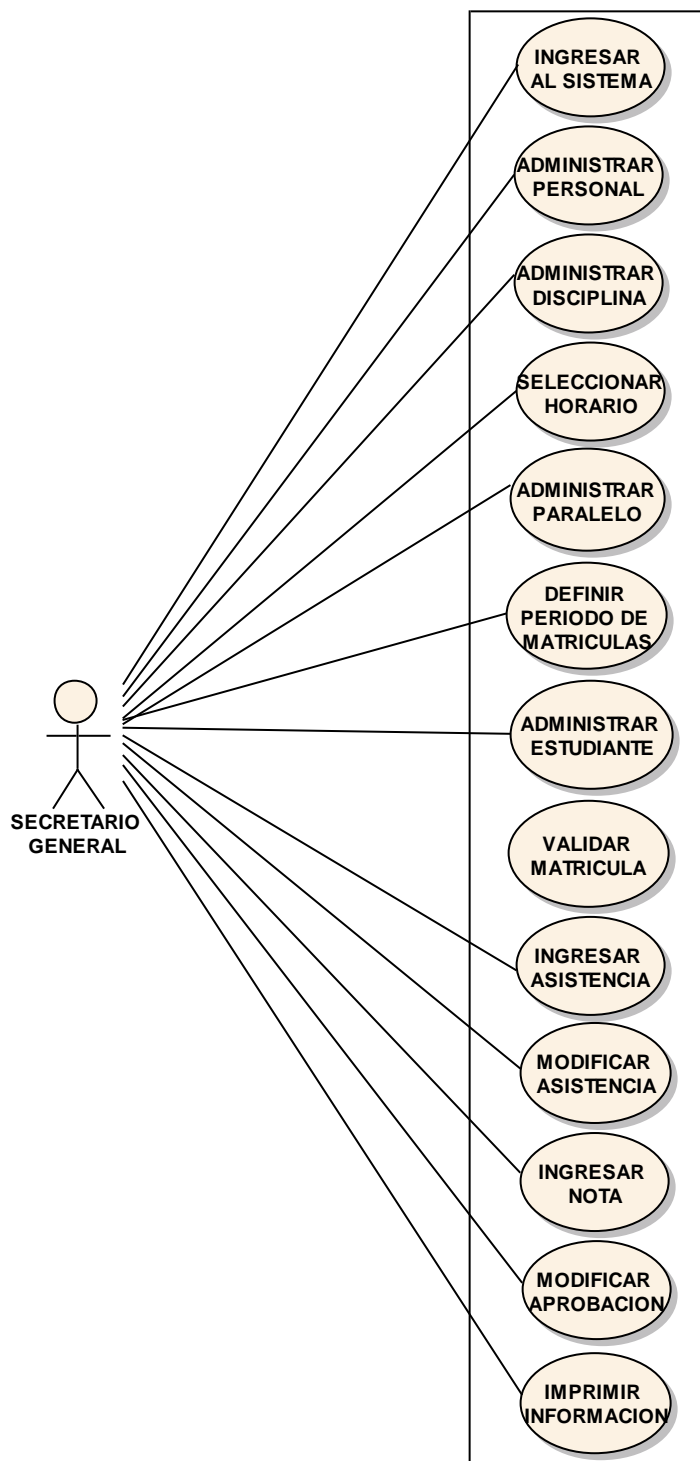 INGRESAR
AL SISTEMA
ADMINISTRAR
PERSONAL
ADMINISTRAR
DISCIPLINA
SELECCIONAR
HORARIO
ADMINISTRAR
PARALELO
DEFINIR
PERIODO DE
MATRICULAS
ADMINISTRAR
ESTUDIANTE
SECRETARIO
GENERAL
VALIDAR
MATRICULA
INGRESAR
ASISTENCIA
MODIFICAR
ASISTENCIA
INGRESAR
NOTA
MODIFICAR
APROBACION
IMPRIMIR
INFORMACION